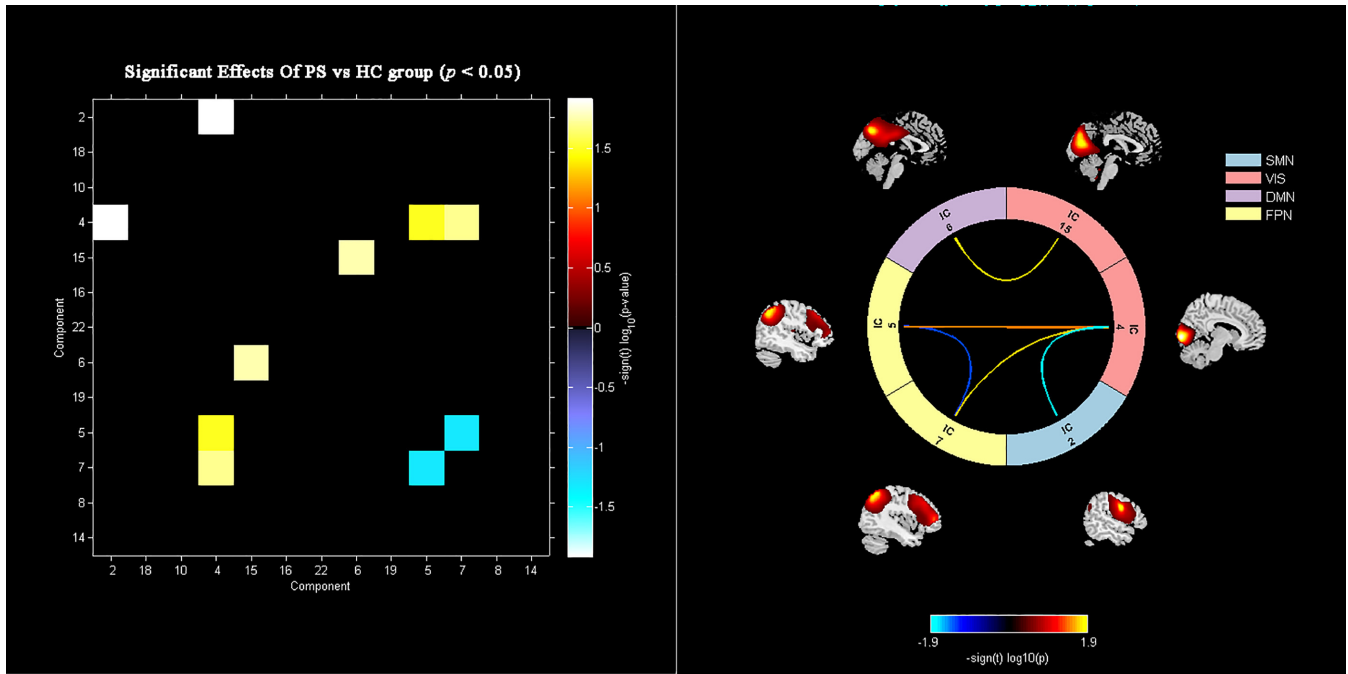 Significant Effects Of PS vs HC group (p < 0.05)
2
18
10
4
15
16
22
6
19
5
7
8
14
Component
2 18 10 4 15 16 22 6 19 5 7 8 14
Component
1.5
1
0.5
0
-0.5
-1
-1.5
-sign(t) log10(p-value)
SMN
VIS
DMN
FPN
IC 6
IC 15
IC 5
IC 4
IC 7
IC 2
-1.9 1.9
-sign(t) log10(p)